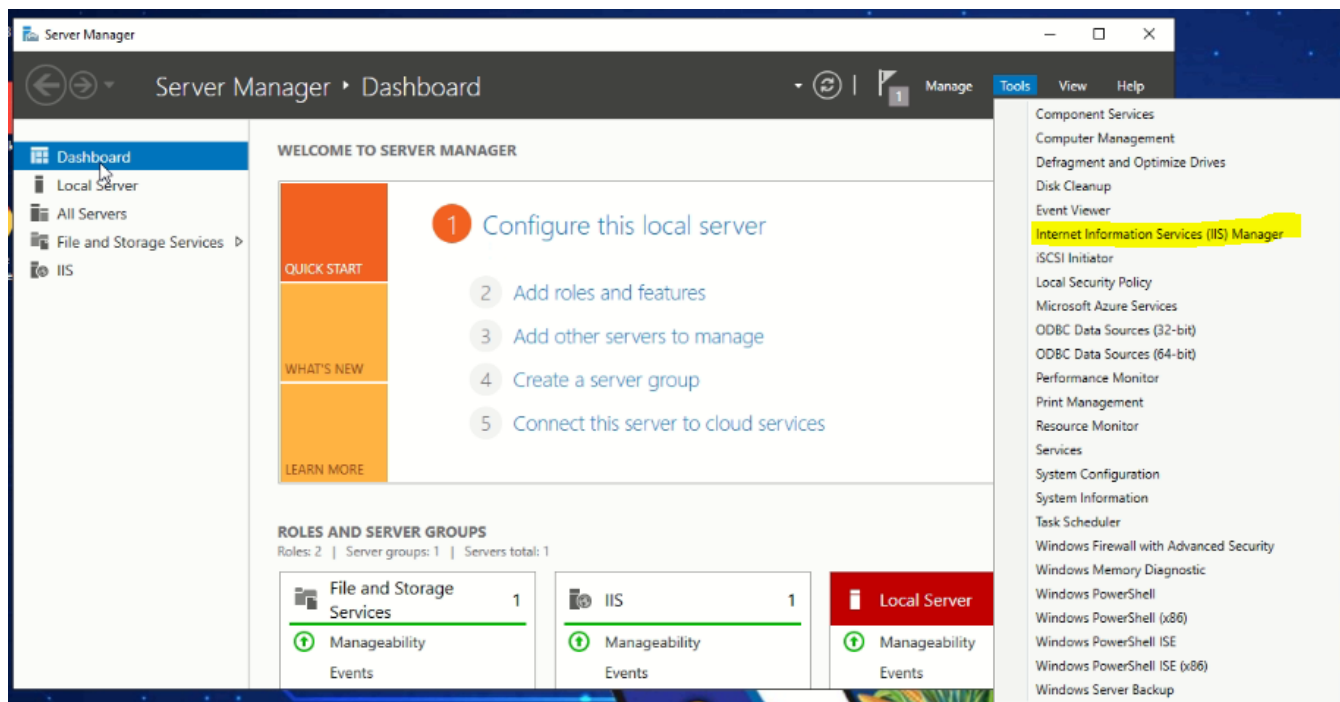 Server Manager
Server Manager ‣ Dashboard
1
Manage
Tools
View
Help
Dashboard
Local Server
All Servers
File and Storage Services
IIS
WELCOME TO SERVER MANAGER
QUICK START
WHAT'S NEW
LEARN MORE
1 Configure this local server
2 Add roles and features
3 Add other servers to manage
4 Create a server group
5 Connect this server to cloud services
ROLES AND SERVER GROUPS
Roles: 2 | Server groups: 1 | Servers total: 1
File and Storage
Services
1
Manageability
Events
IIS 1
Manageability
Events
Local Server
Manageability
Events
Component Services
Computer Management
Defragment and Optimize Drives
Disk Cleanup
Event Viewer
Internet Information Services (IIS) Manager
iSCSI Initiator
Local Security Policy
Microsoft Azure Services
ODBC Data Sources (32-bit)
ODBC Data Sources (64-bit)
Performance Monitor
Print Management
Resource Monitor
Services
System Configuration
System Information
Task Scheduler
Windows Firewall with Advanced Security
Windows Memory Diagnostic
Windows PowerShell
Windows PowerShell (x86)
Windows PowerShell ISE
Windows PowerShell ISE (x86)
Windows Server Backup